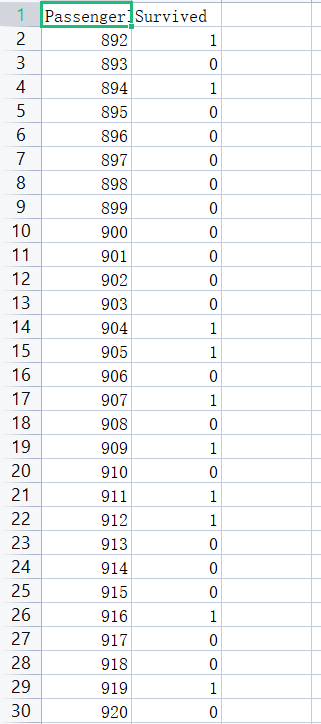 1 Passenger Survived
2 892 1
3 893 0
4 894 1
5 895 0
6 896 0
7 897 0
8 898 0
9 899 0
10 900 0
11 901 0
12 902 0
13 903 0
14 904 1
15 905 1
16 906 0
17 907 1
18 908 0
19 909 1
20 910 0
21 911 1
22 912 1
23 913 0
24 914 0
25 915 0
26 916 1
27 917 0
28 918 0
29 919 1
30 920 0